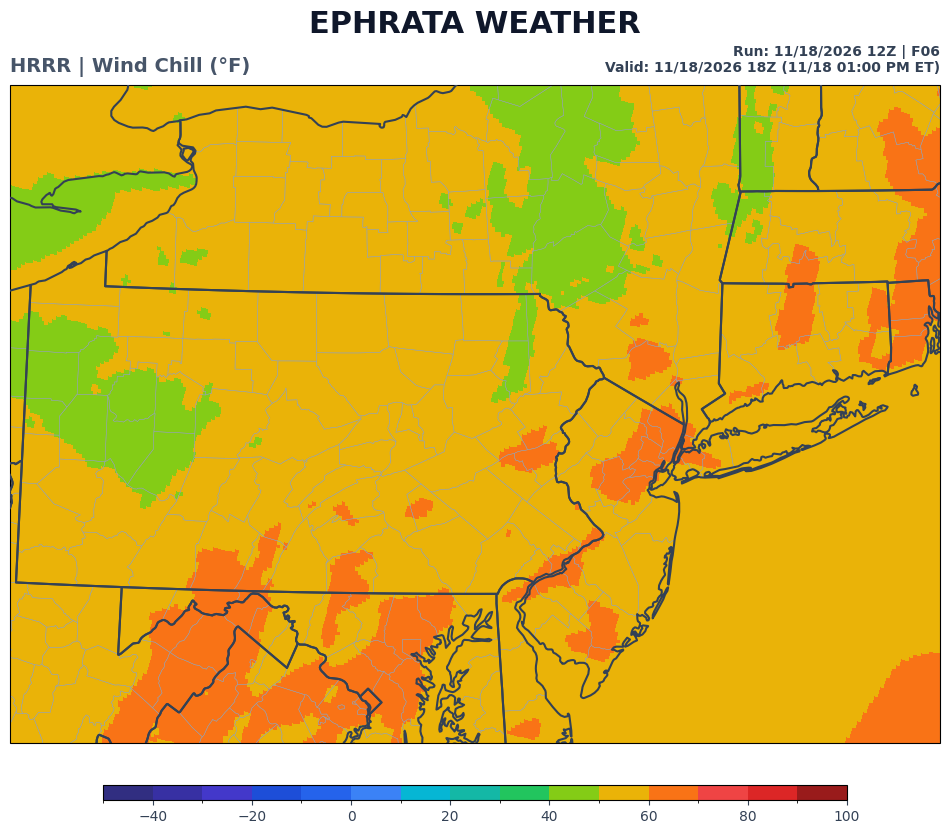 EPHRATA WEATHER
HRRR | Wind Chill (°F)
Run: 11/18/2026 12Z | F06
Valid: 11/18/2026 18Z (11/18 01:00 PM ET)
−40 −20 0 20 40 60 80 100